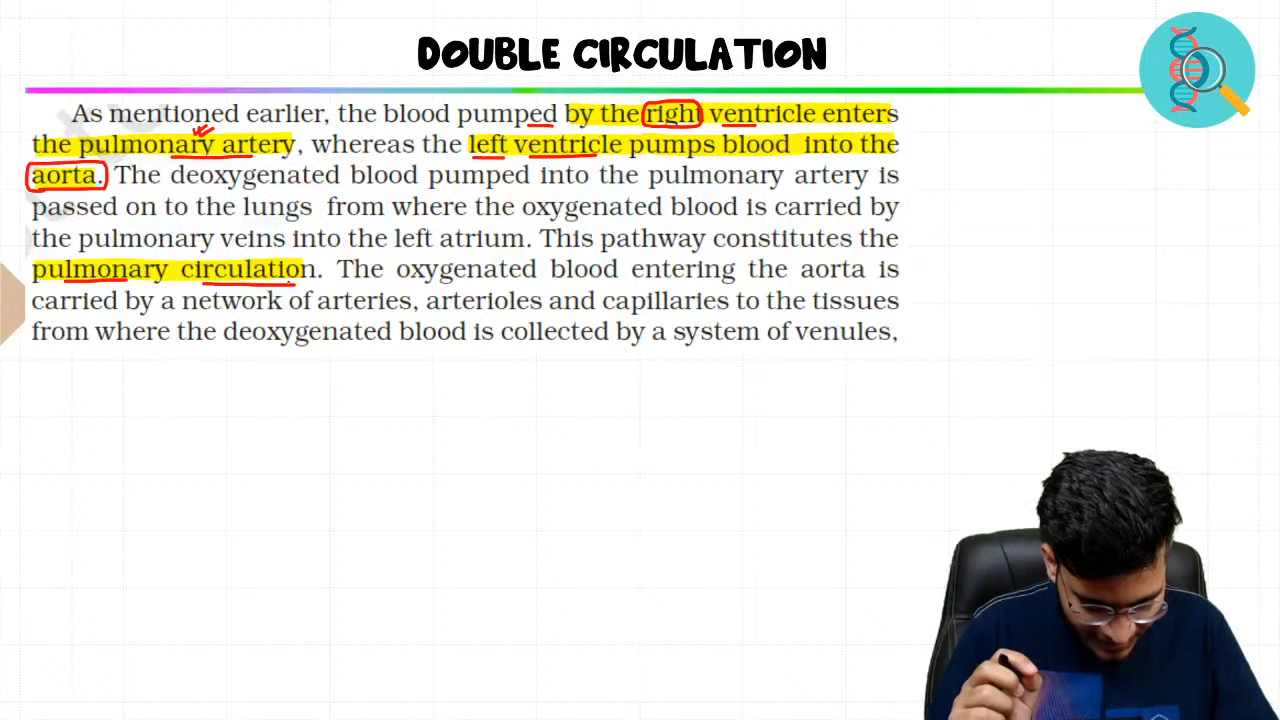 DOUBLE CIRCULATION
As mentioned earlier, the blood pumped by the right ventricle enters
the pulmonary artery, whereas the left ventricle pumps blood into the
aorta. The deoxygenated blood pumped into the pulmonary artery is
passed on to the lungs from where the oxygenated blood is carried by
the pulmonary veins into the left atrium. This pathway constitutes the
pulmonary circulation. The oxygenated blood entering the aorta is
carried by a network of arteries, arterioles and capillaries to the tissues
from where the deoxygenated blood is collected by a system of venules,